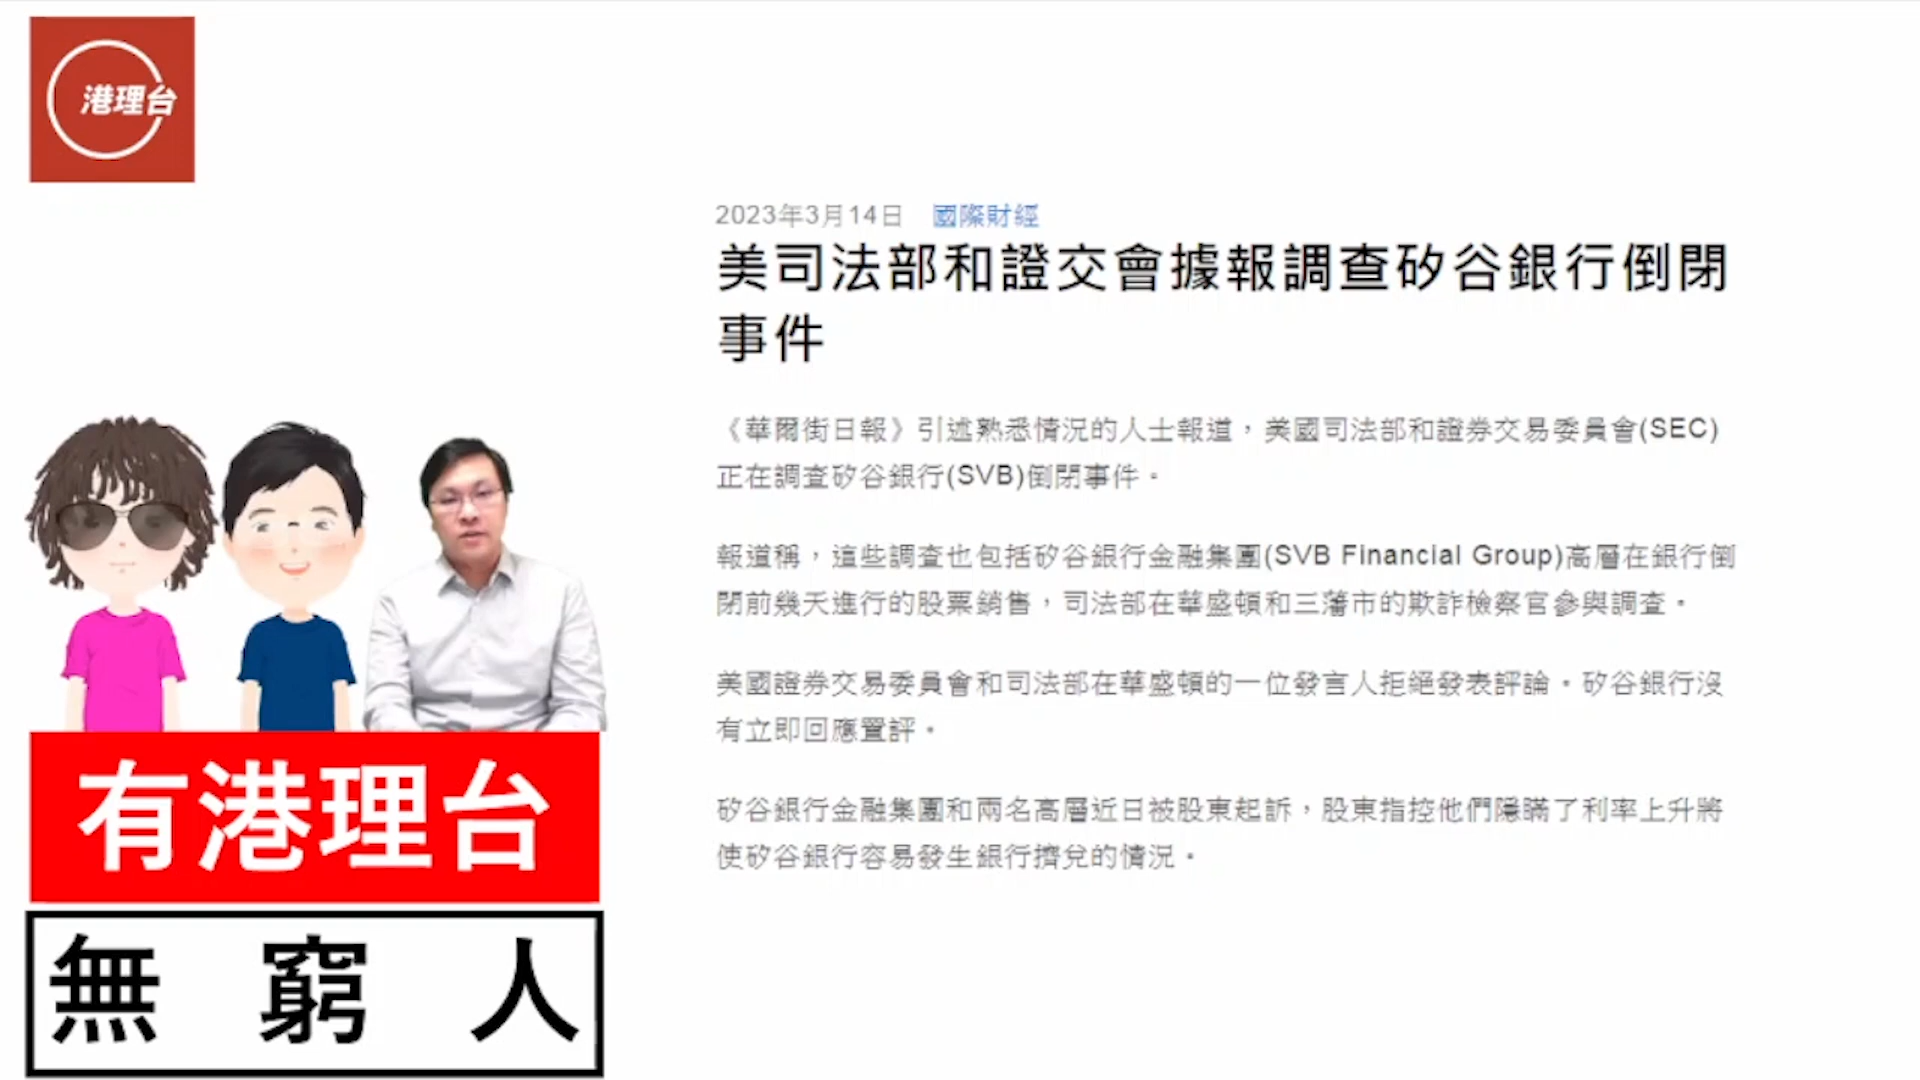 港理台
2023年3月14日 國際財經
美司法部和證交會據報調查矽谷銀行倒閉
事件
《華爾街日報》引述熟悉情況的人士報道，美國司法部和證券交易委員會(SEC)
正在調查矽谷銀行(SVB)倒閉事件。
報道稱，這些調查也包括矽谷銀行金融集團(SVB Financial Group)高層在銀行倒
閉前幾天進行的股票銷售，司法部在華盛頓和三藩市的欺詐檢察官參與調查。
美國證券交易委員會和司法部在華盛頓的一位發言人拒絕發表評論。矽谷銀行沒
有立即回應置評。
矽谷銀行金融集團和兩名高層近日被股東起訴，股東指控他們隱瞞了利率上升將
使矽谷銀行容易發生銀行擠兌的情況。
有港理台
無窮人